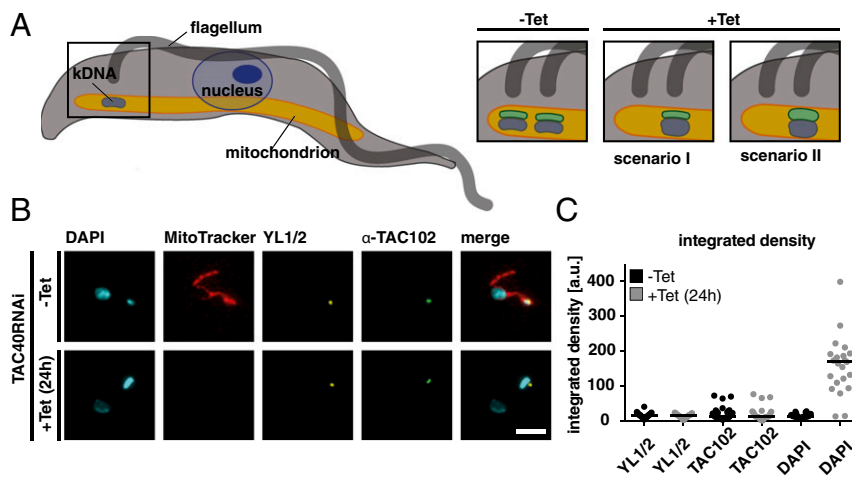 A
flagellum
kDNA
nucleus
mitochondrion
-Tet
+Tet
scenario I
scenario II
B
DAPI
MitoTracker
YL1/2
α-TAC102
merge
TAC40RNAi
-Tet
+Tet (24h)
C
integrated density
integrated density [a.u.]
400
300
200
100
0
-Tet
+Tet (24h)
YL1/2
YL1/2
TAC102
TAC102
DAPI
DAPI